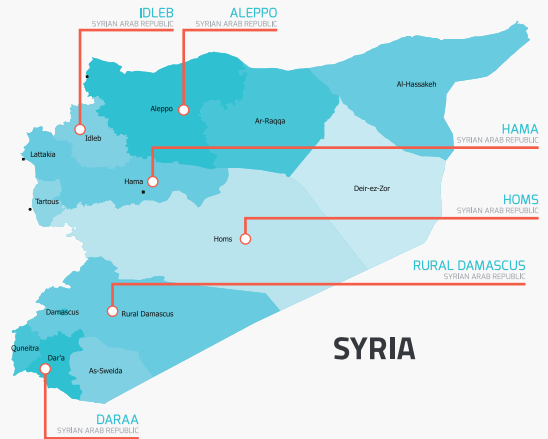 IDLEB
SYRIAN ARAB REPUBLIC
ALEPPO
SYRIAN ARAB REPUBLIC
Al-Hassakeh
Aleppo
Ar-Raqqa
HAMA
SYRIAN ARAB REPUBLIC
Idleb
Lattakia
Hama
Deir-ez-Zor
Tartous
HOMS
SYRIAN ARAB REPUBLIC
Homs
RURAL DAMASCUS
SYRIAN ARAB REPUBLIC
Damascus
Rural Damascus
SYRIA
Quneitra
Dar'a
As-Sweida
DARAA
SYRIAN ARAB REPUBLIC